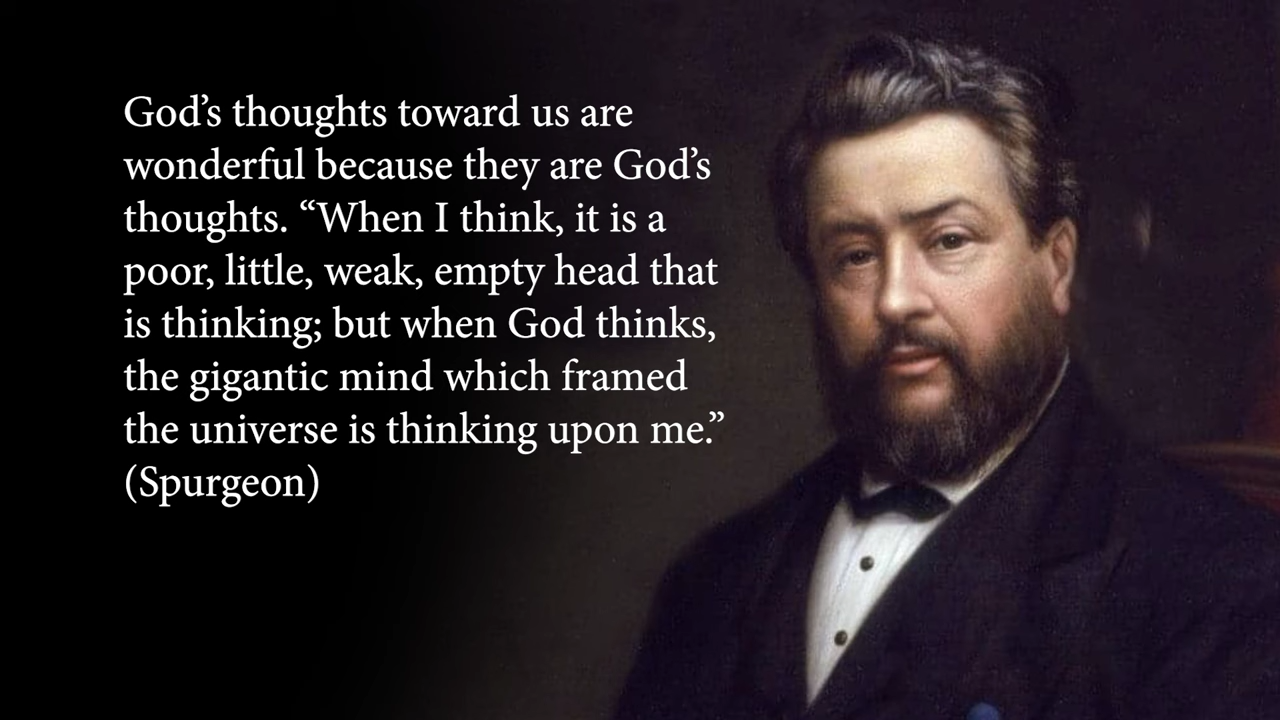 God’s thoughts toward us are
wonderful because they are God’s
thoughts. “When I think, it is a
poor, little, weak, empty head that
is thinking; but when God thinks,
the gigantic mind which framed
the universe is thinking upon me.”
(Spurgeon)